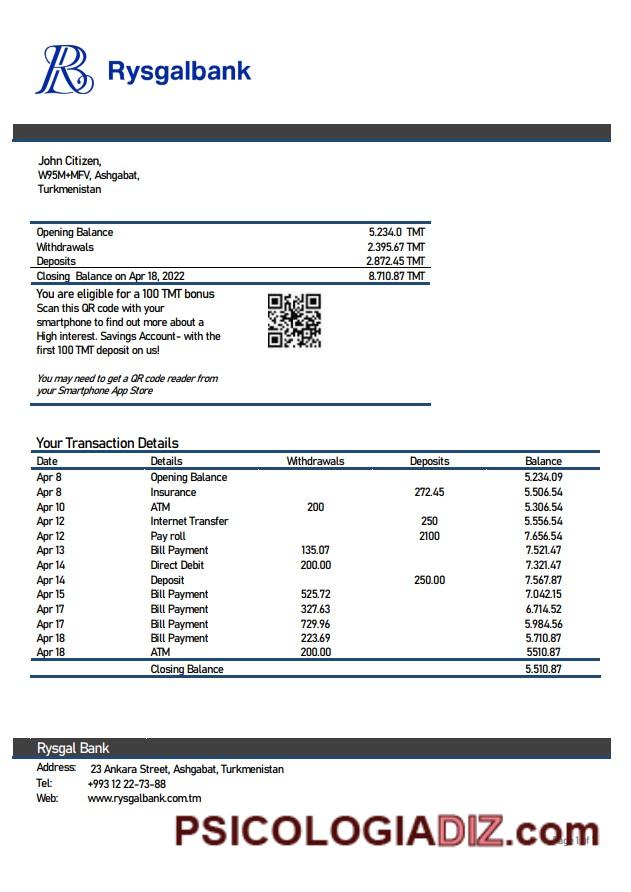 Rysgalbank
John Citizen,
W95M+MFV, Ashgabat,
Turkmenistan
Opening Balance 5.234.0 TMT
Withdrawals 2.395.67 TMT
Deposits 2.872.45 TMT
Closing Balance on Apr 18, 2022 8.710.87 TMT
You are eligible for a 100 TMT bonus
Scan this QR code with your
smartphone to find out more about a
High interest. Savings Account- with the
first 100 TMT deposit on us!
You may need to get a QR code reader from
your Smartphone App Store
Your Transaction Details
Date Details Withdrawals Deposits Balance
Apr 8 Opening Balance 5.234.09
Apr 8 Insurance 272.45 5.506.54
Apr 10 ATM 200 5.306.54
Apr 12 Internet Transfer 250 5.556.54
Apr 12 Pay roll 2100 7.656.54
Apr 13 Bill Payment 135.07 7.521.47
Apr 14 Direct Debit 200.00 7.321.47
Apr 14 Deposit 250.00 7.567.87
Apr 15 Bill Payment 525.72 7.042.15
Apr 17 Bill Payment 327.63 6.714.52
Apr 17 Bill Payment 729.96 5.984.56
Apr 18 Bill Payment 223.69 5.710.87
Apr 18 ATM 200.00 5510.87
Closing Balance 5.510.87
Rysgal Bank
Address: 23 Ankara Street, Ashgabat, Turkmenistan
Tel: +993 12 22-73-88
Web: www.rysgalbank.com.tm
PSICOLOGIADIZ.com